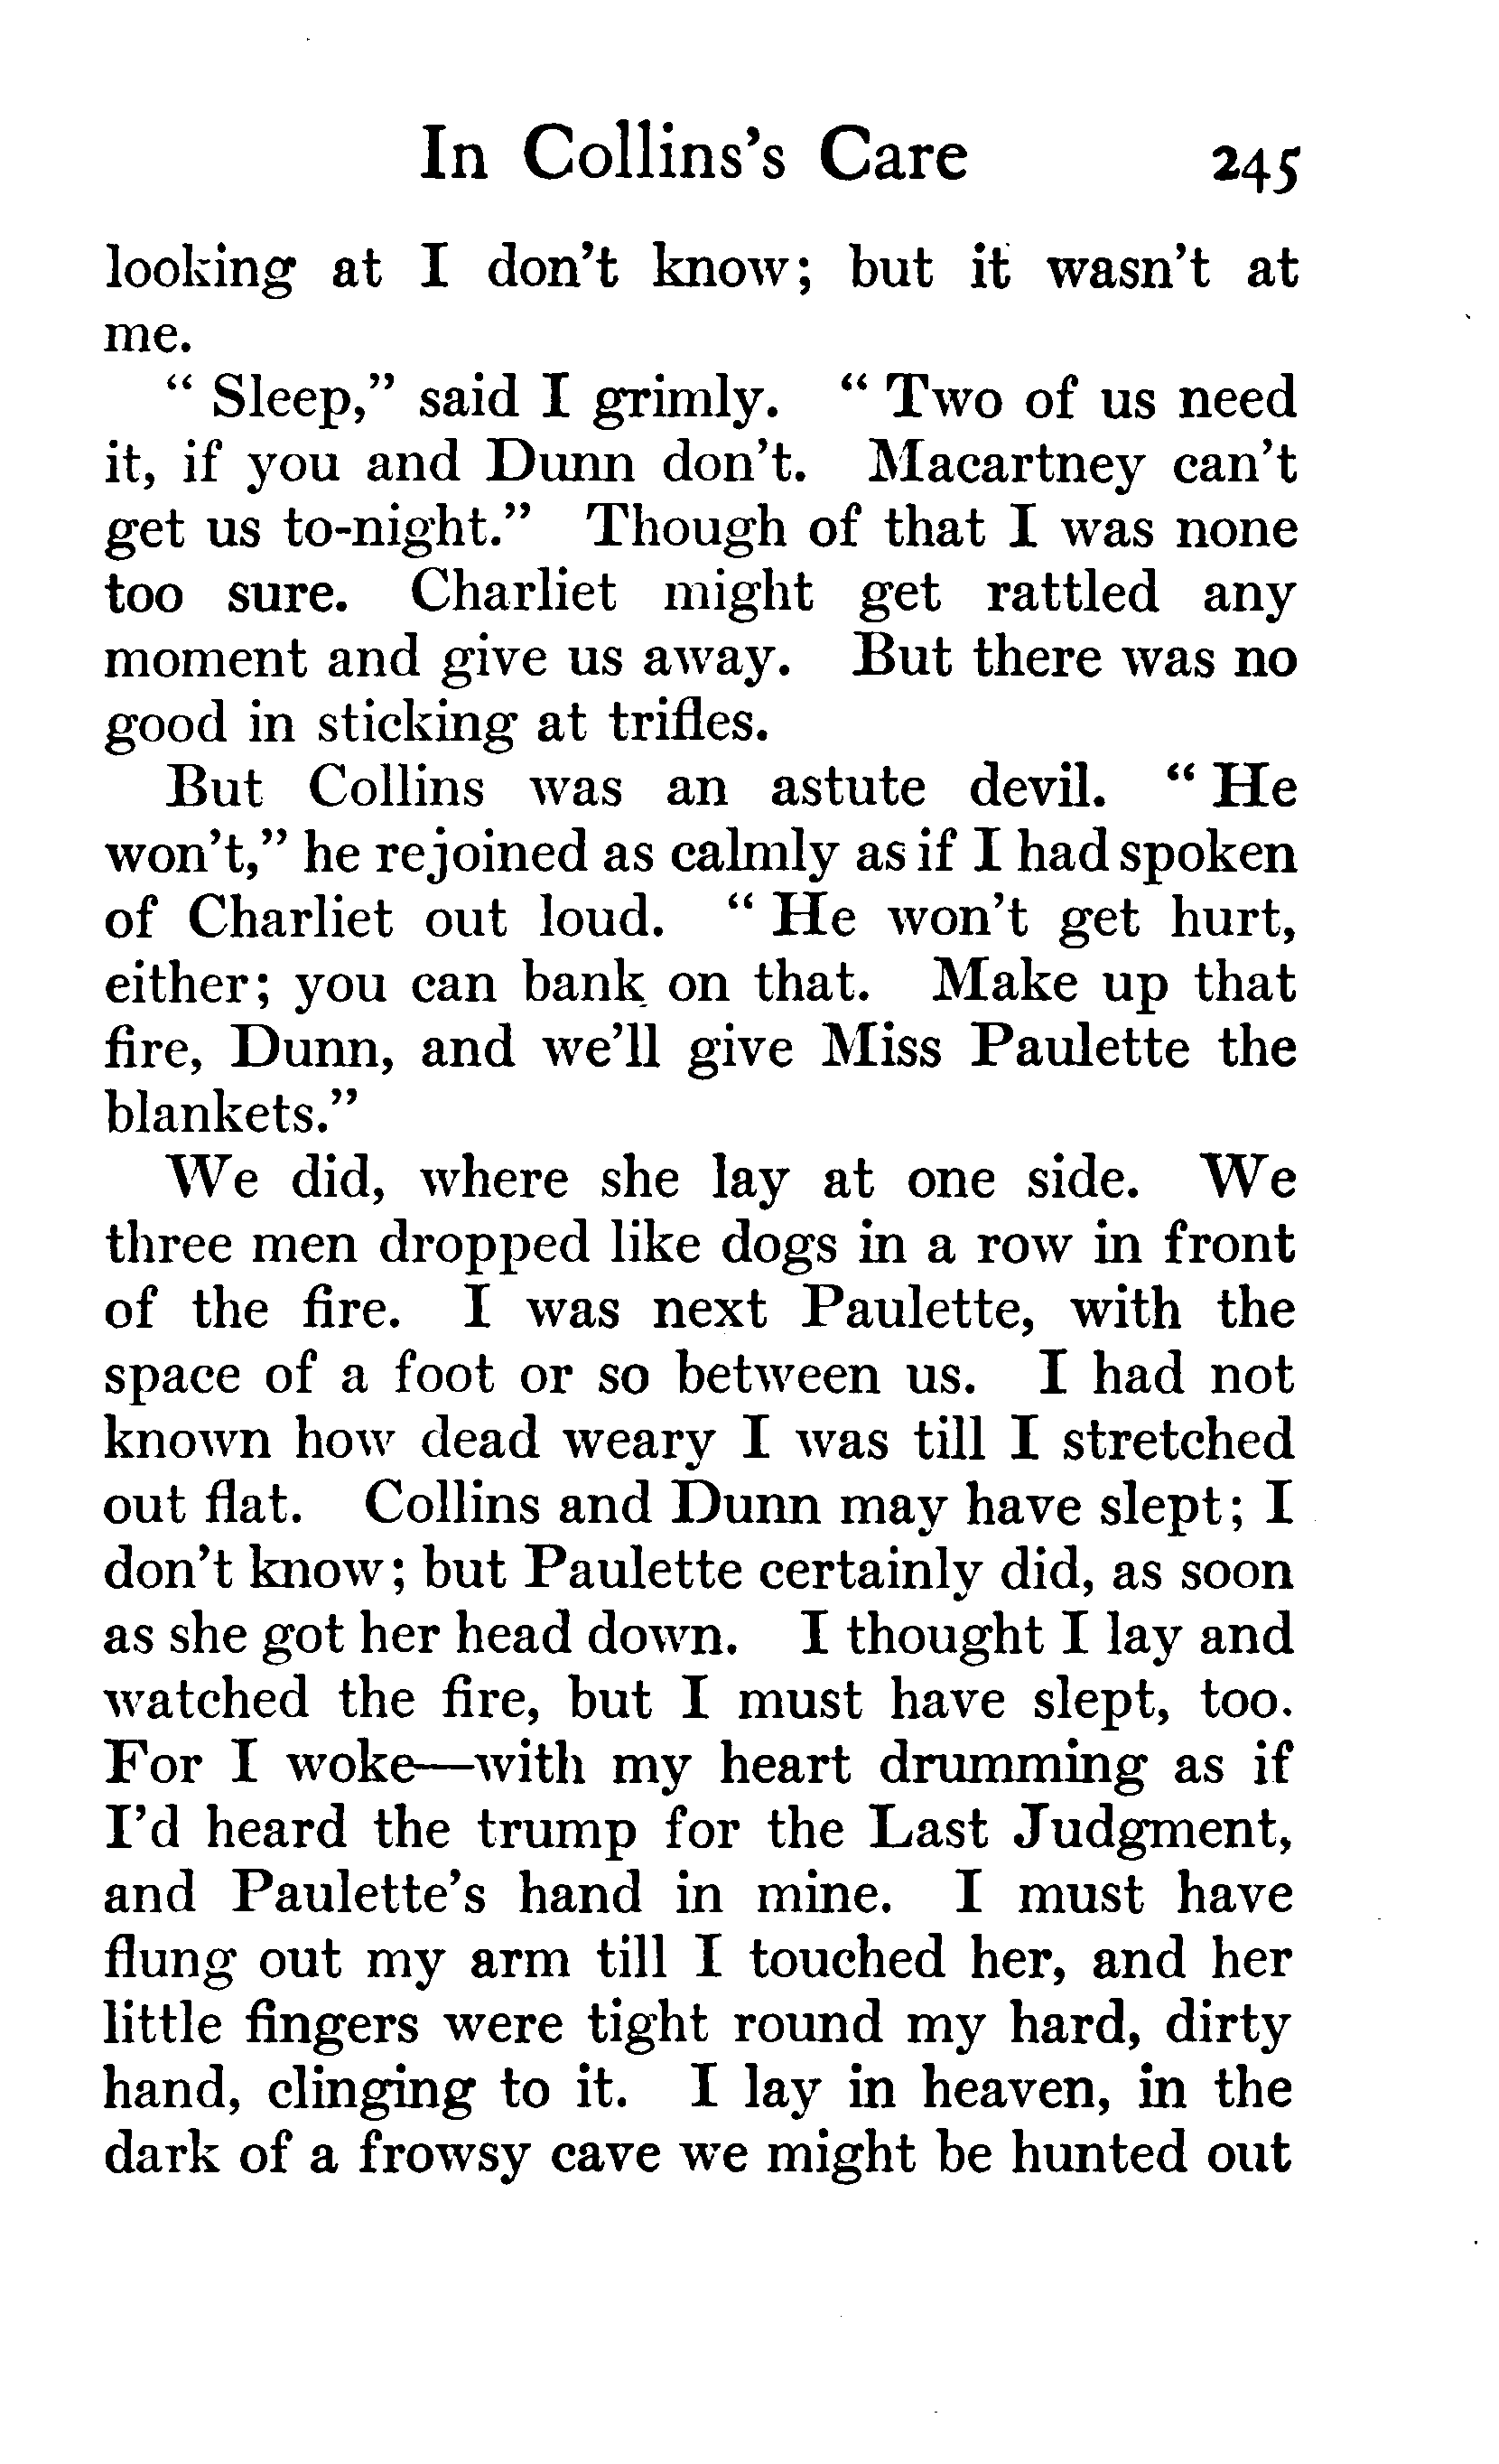 In Collins's Care 245
looking at I don't know; but it wasn't at
me.
" Sleep," said I grimly. " Two of us need
it, if you and Dunn don't. Macartney can't
get us to-night." Though of that I was none
too sure. Charliet might get rattled any
moment and give us away. But there was no
good in sticking at trifles.
But Collins was an astute devil. " He
won't," he rejoined as calmly as if I had spoken
of Charliet out loud. " He won't get hurt,
either; you can bank on that. Make up that
fire, Dunn, and we'll give Miss Paulette the
blankets."
We did, where she lay at one side. We
three men dropped like dogs in a row in front
of the fire. I was next Paulette, with the
space of a foot or so between us. I had not
known how dead weary I was till I stretched
out flat. Collins and Dunn may have slept; I
don't know; but Paulette certainly did, as soon
as she got her head down. I thought I lay and
watched the fire, but I must have slept, too.
For I woke—with my heart drumming as if
I'd heard the trump for the Last Judgment,
and Paulette's hand in mine. I must have
flung out my arm till I touched her, and her
little fingers were tight round my hard, dirty
hand, clinging to it. I lay in heaven, in the
dark of a frowsy cave we might be hunted out